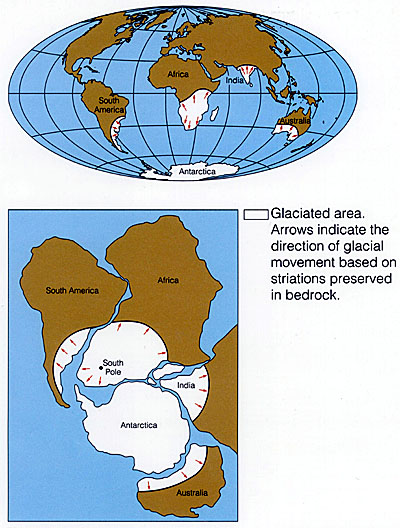 Africa
India
South
America
Australia
Antarctica
Glaciated area.
Arrows indicate the
direction of glacial
movement based on
striations preserved
in bedrock.
South America
Africa
South
Pole
India
Antarctica
Australia